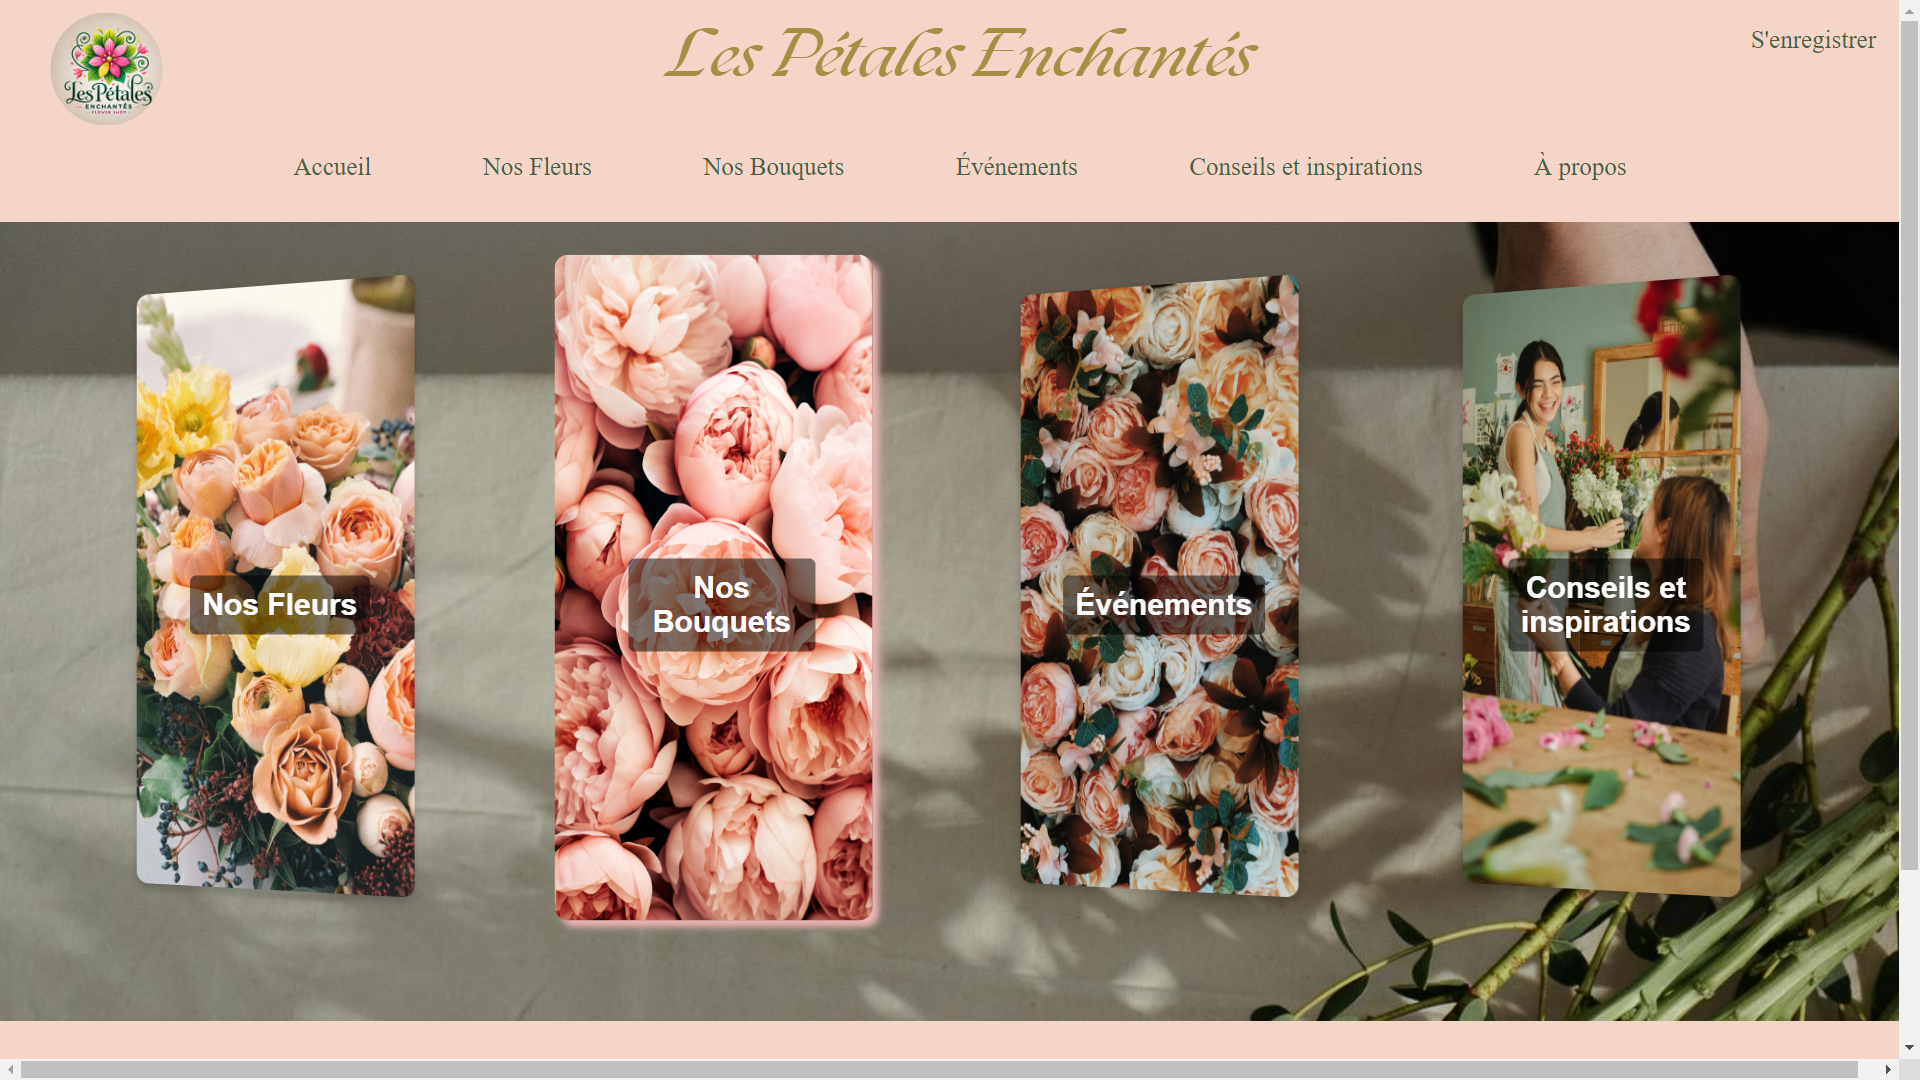 Les Pétales
ENCHANTÉS
FLOWER SHOP
Les Pétales Enchantés
S'enregistrer
Accueil
Nos Fleurs
Nos Bouquets
Événements
Conseils et inspirations
À propos
Nos Fleurs
Nos
Bouquets
Événements
Conseils et
inspirations
Enjoy